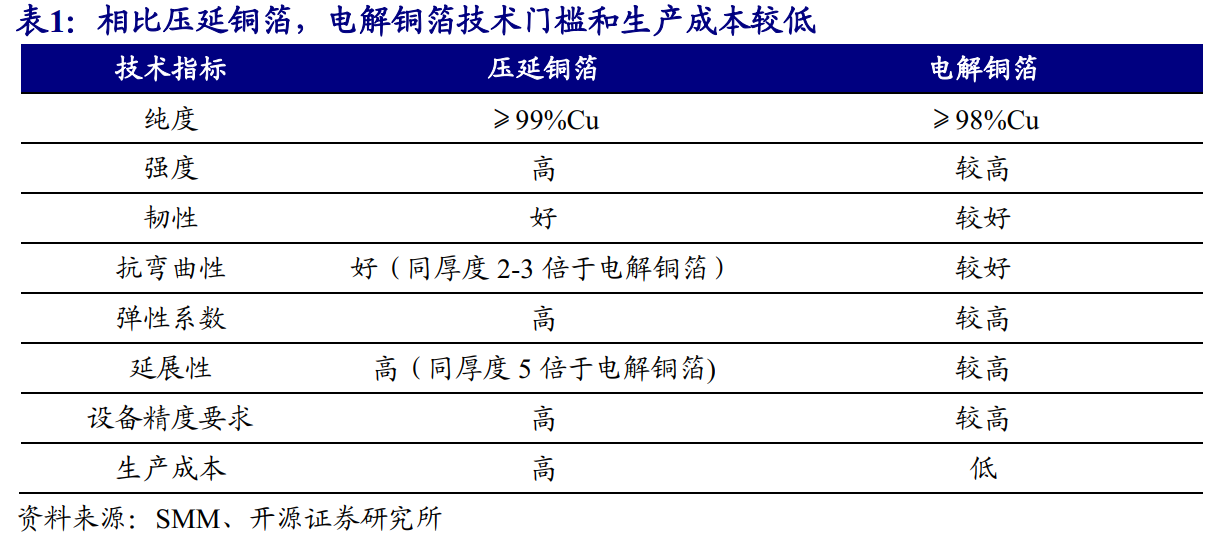 表1：相比压延铜箔，电解铜箔技术门槛和生产成本较低
技术指标 压延铜箔 电解铜箔
纯度 ≥99%Cu ≥98%Cu
强度 高 较高
韧性 好 较好
抗弯曲性 好（同厚度 2-3 倍于电解铜箔） 较好
弹性系数 高 较高
延展性 高（同厚度 5 倍于电解铜箔) 较高
设备精度要求 高 较高
生产成本 高 低
资料来源：SMM、开源证券研究所